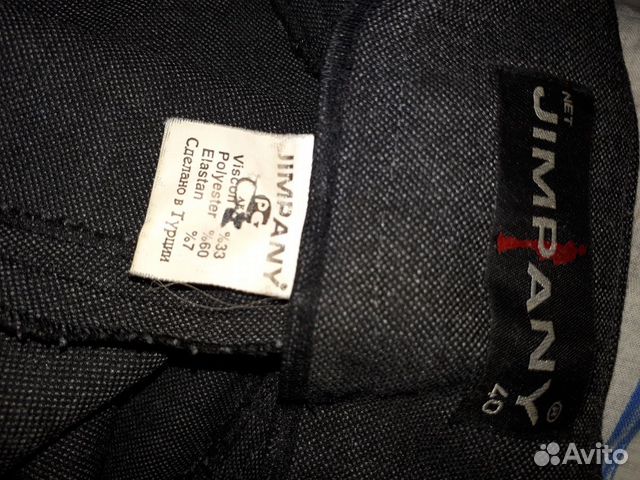 JIMPANY
Viscon %33
Polyester %60
Elastan %7
Сделано в Турции
NET
JIMPANY®
40
Avito